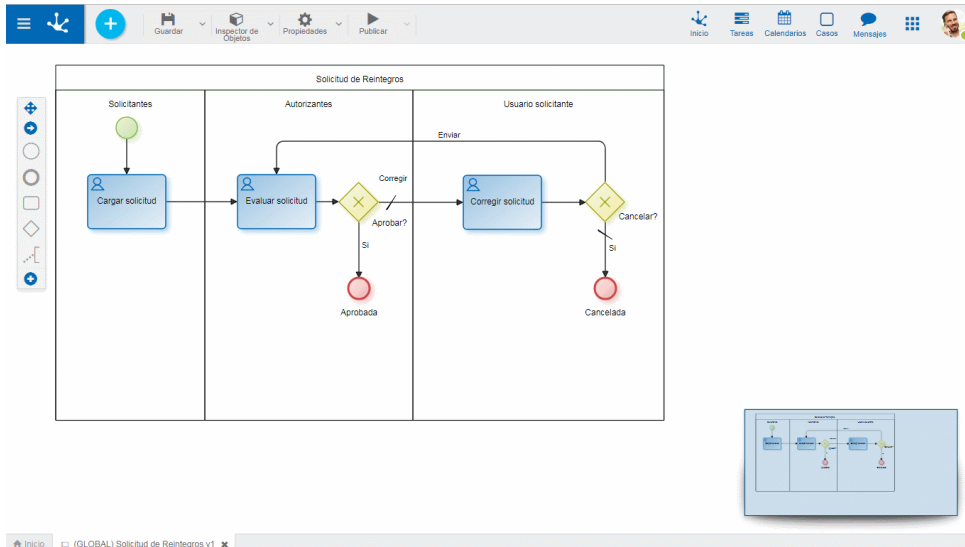 Guardar
Inspector de
Objetos
Propiedades
Publicar
Inicio
Tareas
Calendarios
Casos
Mensajes
Solicitud de Reintegros
Solicitantes
Autorizantes
Usuario solicitante
Enviar
Cargar solicitud
Evaluar solicitud
Corregir
Aprobar?
Si
Aprobada
Corregir solicitud
Cancelar?
Si
Cancelada
Inicio
(GLOBAL) Solicitud de Reintegros v1